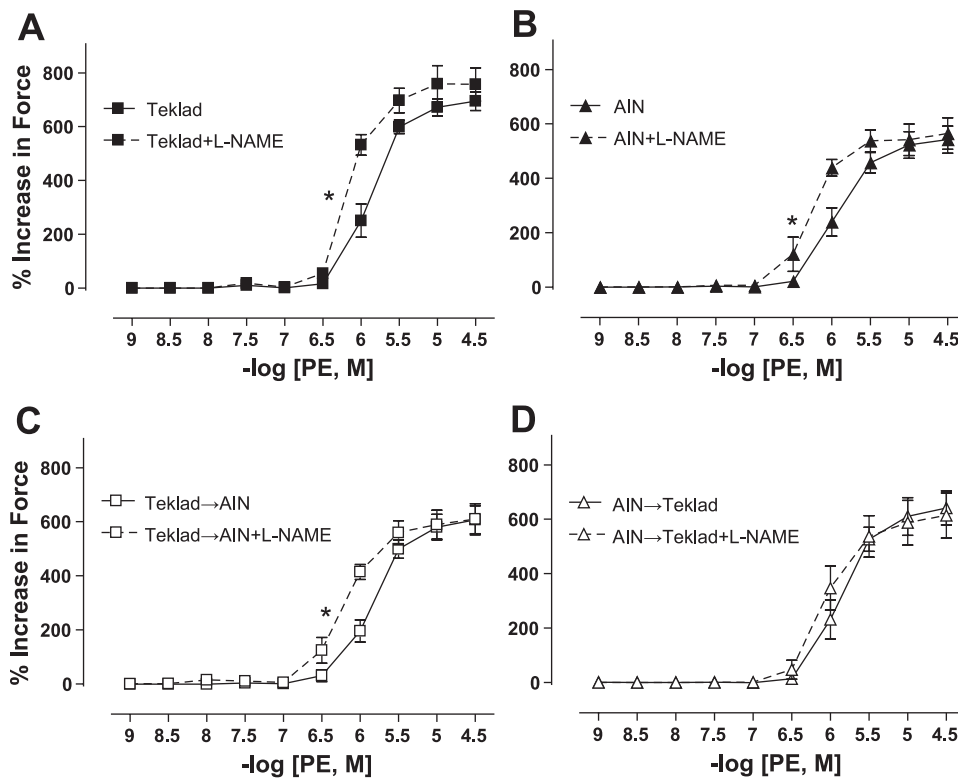 A
% Increase in Force
800
600
400
200
0
Teklad
Teklad+L-NAME
*
9 8.5 8 7.5 7 6.5 6 5.5 5 4.5
-log [PE, M]
B
800
600
400
200
0
AIN
AIN+L-NAME
*
9 8.5 8 7.5 7 6.5 6 5.5 5 4.5
-log [PE, M]
C
% Increase in Force
800
600
400
200
0
Teklad→AIN
Teklad→AIN+L-NAME
*
9 8.5 8 7.5 7 6.5 6 5.5 5 4.5
-log [PE, M]
D
800
600
400
200
0
AIN→Teklad
AIN→Teklad+L-NAME
9 8.5 8 7.5 7 6.5 6 5.5 5 4.5
-log [PE, M]